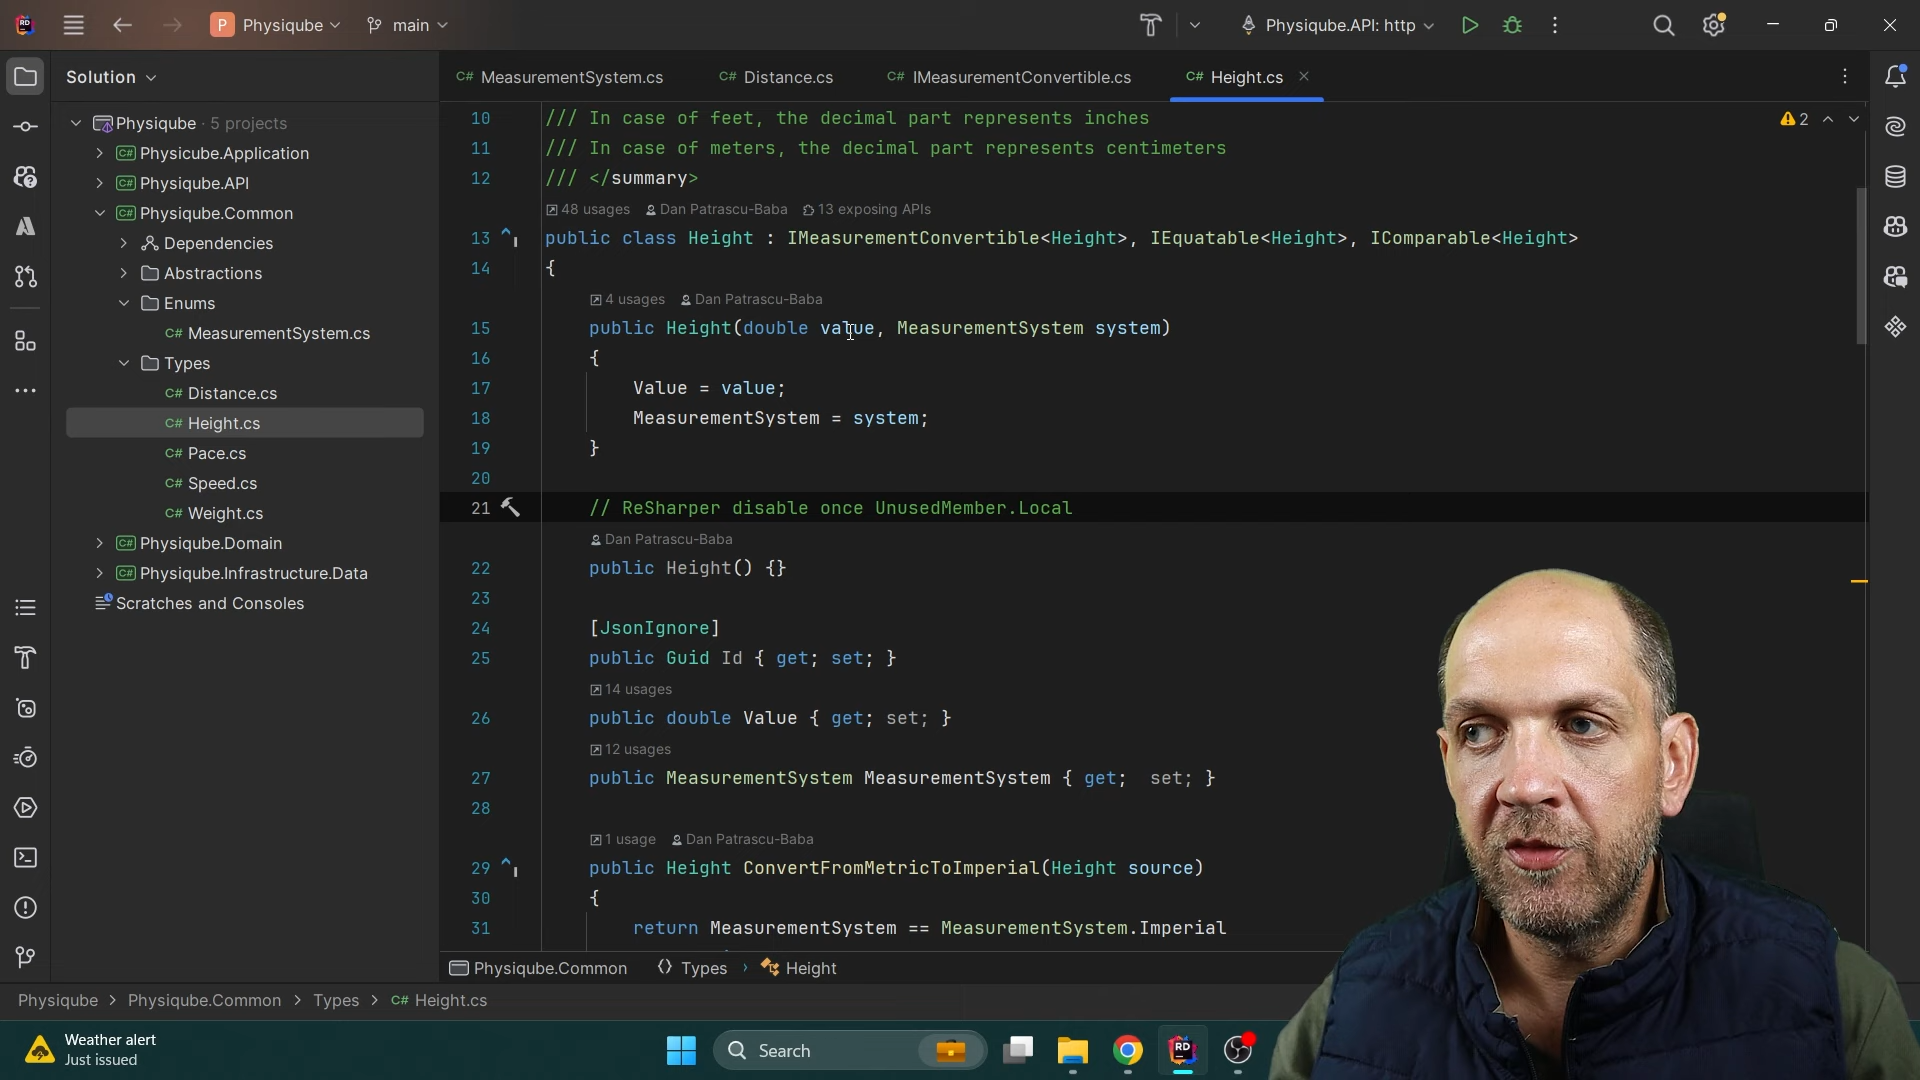 P Physiqube
main
Physiqube.API: http
Solution
MeasurementSystem.cs
Distance.cs
IMeasurementConvertible.cs
Height.cs
Physiqube · 5 projects
Physicube.Application
Physiqube.API
Physiqube.Common
Dependencies
Abstractions
Enums
C# MeasurementSystem.cs
Types
C# Distance.cs
C# Height.cs
C# Pace.cs
C# Speed.cs
C# Weight.cs
Physiqube.Domain
Physiqube.Infrastructure.Data
Scratches and Consoles
2
10 /// In case of feet, the decimal part represents inches
11 /// In case of meters, the decimal part represents centimeters
12 /// </summary>
48 usages Dan Patrascu-Baba 13 exposing APIs
13 public class Height : IMeasurementConvertible<Height>, IEquatable<Height>, IComparable<Height>
14 {
4 usages Dan Patrascu-Baba
15 public Height(double value, MeasurementSystem system)
16 {
17 Value = value;
18 MeasurementSystem = system;
19 }
20
21 // ReSharper disable once UnusedMember.Local
Dan Patrascu-Baba
22 public Height() {}
23
24 [JsonIgnore]
25 public Guid Id { get; set; }
14 usages
26 public double Value { get; set; }
12 usages
27 public MeasurementSystem MeasurementSystem { get; set; }
28
1 usage Dan Patrascu-Baba
29 public Height ConvertFromMetricToImperial(Height source)
30 {
31 return MeasurementSystem == MeasurementSystem.Imperial
Physiqube.Common Types > Height
Physiqube > Physiqube.Common > Types > C# Height.cs
Weather alert
Just issued
Search
RD